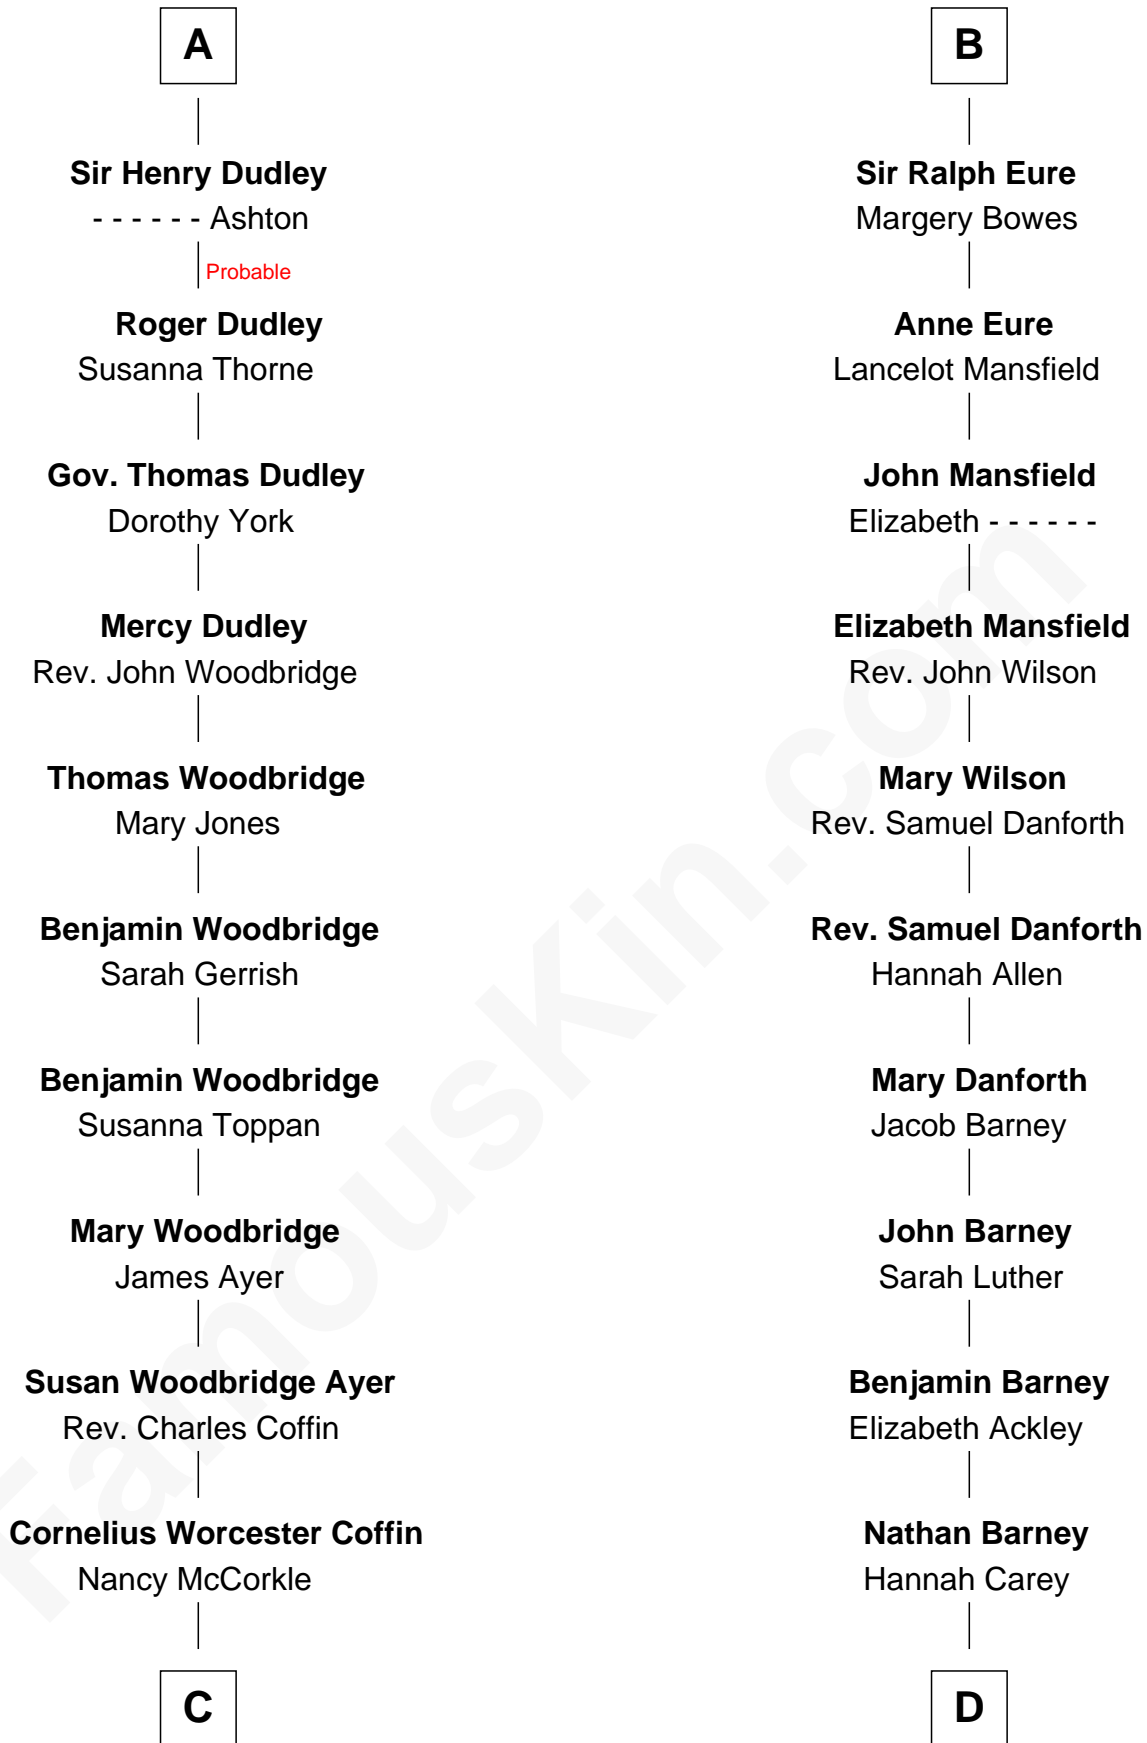 A
Sir Henry Dudley
- - - - - - Ashton
Probable
Roger Dudley
Susanna Thorne
Gov. Thomas Dudley
Dorothy York
Mercy Dudley
Rev. John Woodbridge
Thomas Woodbridge
Mary Jones
Benjamin Woodbridge
Sarah Gerrish
Benjamin Woodbridge
Susanna Toppan
Mary Woodbridge
James Ayer
Susan Woodbridge Ayer
Rev. Charles Coffin
Cornelius Worcester Coffin
Nancy McCorkle
C
B
Sir Ralph Eure
Margery Bowes
Anne Eure
Lancelot Mansfield
John Mansfield
Elizabeth - - - - - -
Elizabeth Mansfield
Rev. John Wilson
Mary Wilson
Rev. Samuel Danforth
Rev. Samuel Danforth
Hannah Allen
Mary Danforth
Jacob Barney
John Barney
Sarah Luther
Benjamin Barney
Elizabeth Ackley
Nathan Barney
Hannah Carey
D
FamousKin.com